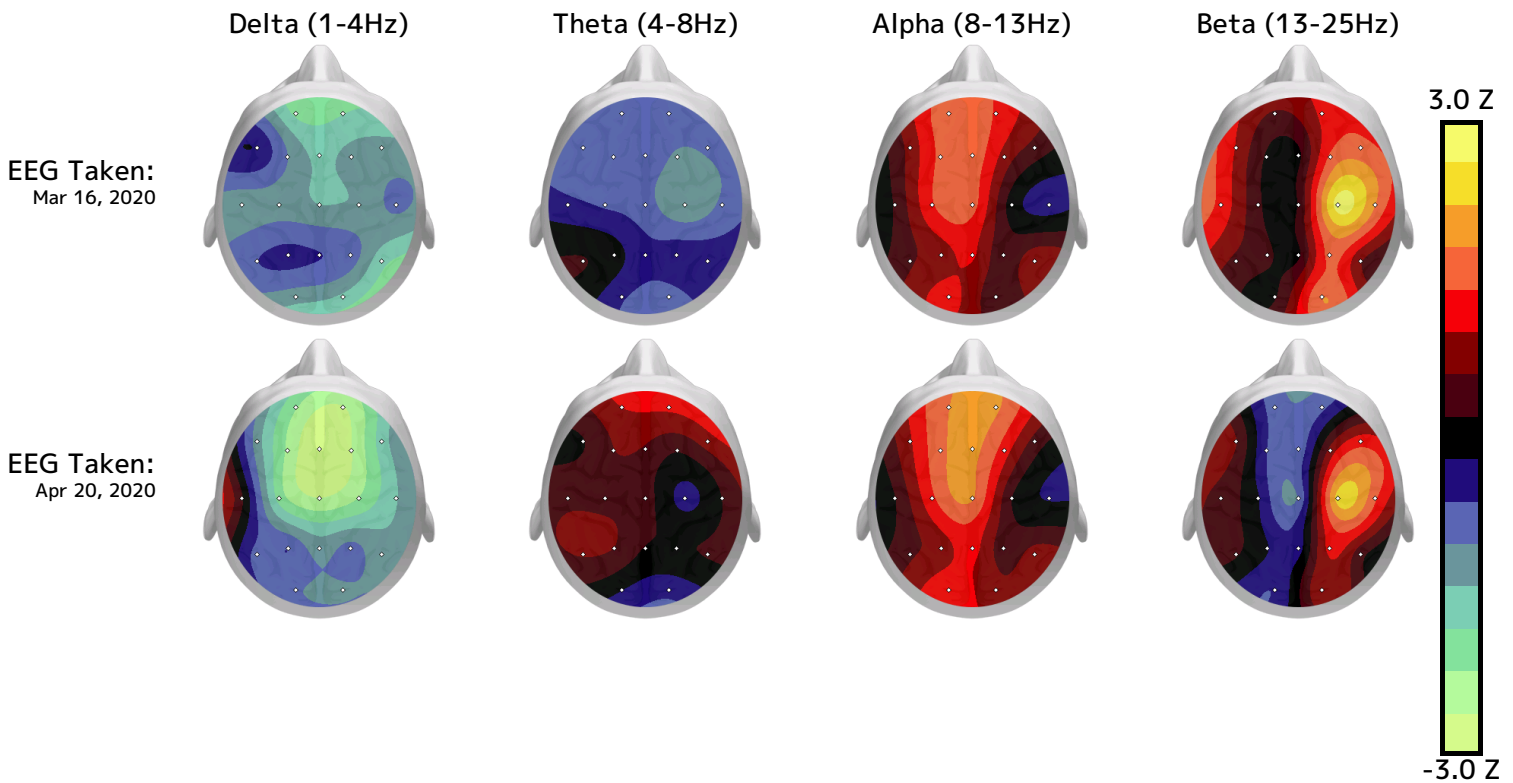 Delta (1-4Hz)
Theta (4-8Hz)
Alpha (8-13Hz)
Beta (13-25Hz)
3.0 Z
EEG Taken:
Mar 16, 2020
EEG Taken:
Apr 20, 2020
-3.0 Z